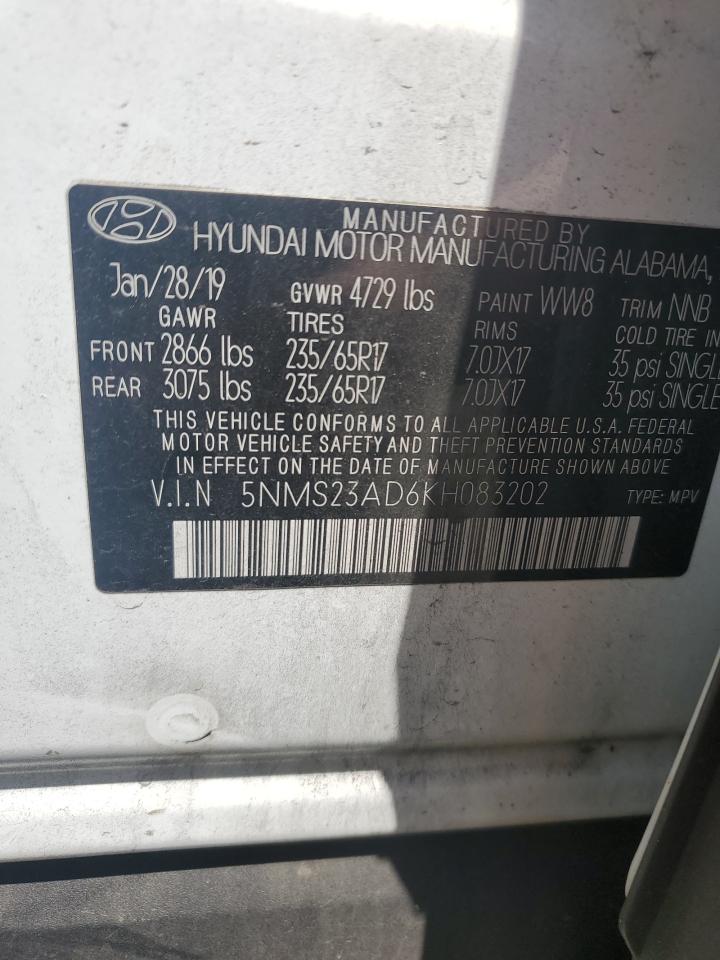 MANUFACTURED BY
HYUNDAI MOTOR MANUFACTURING ALABAMA,
Jan/28/19 GVWR 4729 lbs PAINT WW8 TRIM NNB
GAWR TIRES RIMS COLD TIRE IN
FRONT 2866 lbs 235/65R17 7.0JX17 35 psi SINGLE
REAR 3075 lbs 235/65R17 7.0JX17 35 psi SINGLE
THIS VEHICLE CONFORMS TO ALL APPLICABLE U.S.A. FEDERAL
MOTOR VEHICLE SAFETY AND THEFT PREVENTION STANDARDS
IN EFFECT ON THE DATE OF MANUFACTURE SHOWN ABOVE
V.I.N 5NMS23AD6KH083202 TYPE: MPV